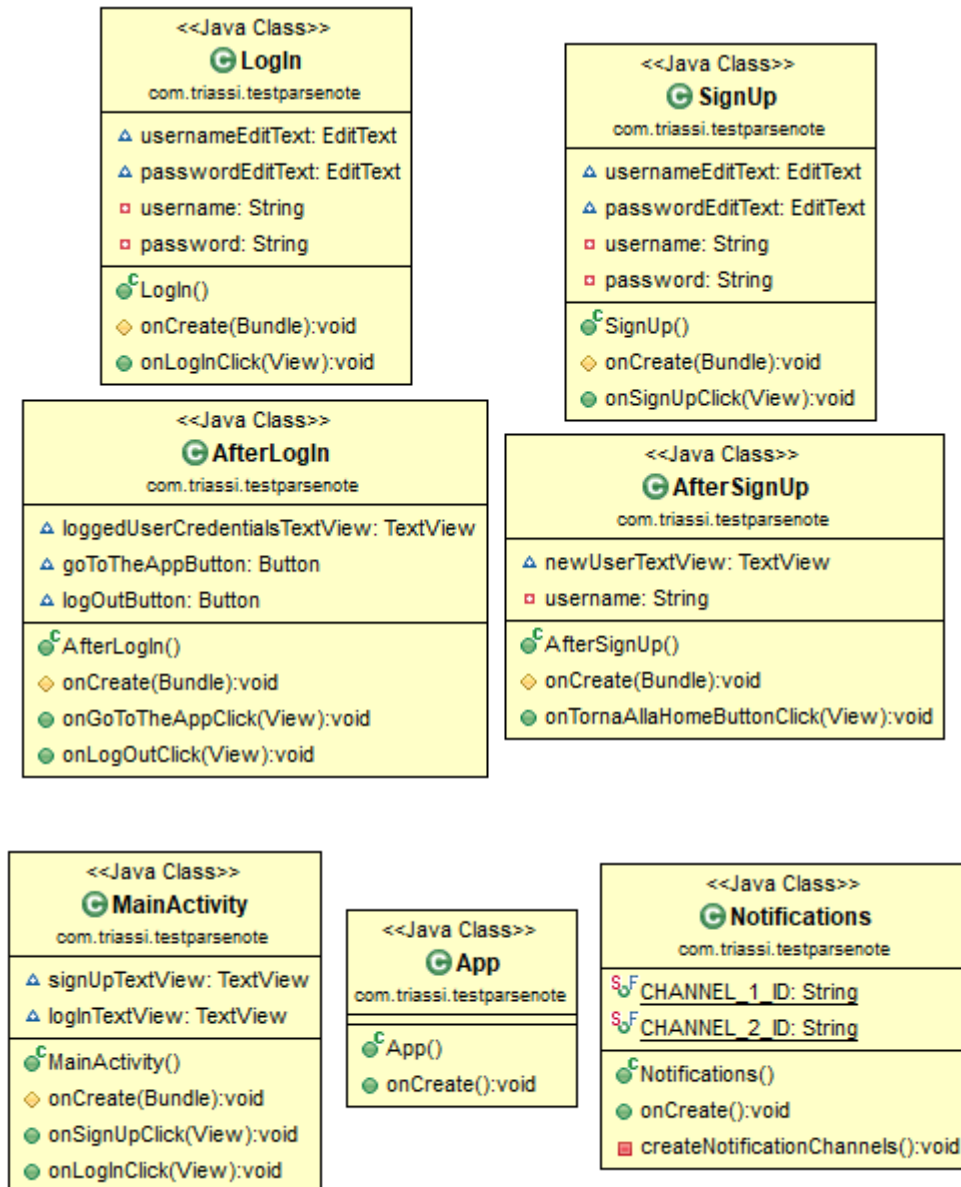 <<Java Class>>
LogIn
com.triassi.testparsenote
usernameEditText: EditText
passwordEditText: EditText
username: String
password: String
LogIn()
onCreate(Bundle):void
onLogInClick(View):void
<<Java Class>>
SignUp
com.triassi.testparsenote
usernameEditText: EditText
passwordEditText: EditText
username: String
password: String
SignUp()
onCreate(Bundle):void
onSignUpClick(View):void
<<Java Class>>
AfterLogIn
com.triassi.testparsenote
loggedUserCredentialsTextView: TextView
goToTheAppButton: Button
logOutButton: Button
AfterLogIn()
onCreate(Bundle):void
onGoToTheAppClick(View):void
onLogOutClick(View):void
<<Java Class>>
AfterSignUp
com.triassi.testparsenote
newUserTextView: TextView
username: String
AfterSignUp()
onCreate(Bundle):void
onTornaAllaHomeButtonClick(View):void
<<Java Class>>
MainActivity
com.triassi.testparsenote
signUpTextView: TextView
logInTextView: TextView
MainActivity()
onCreate(Bundle):void
onSignUpClick(View):void
onLogInClick(View):void
<<Java Class>>
App
com.triassi.testparsenote
App()
onCreate():void
<<Java Class>>
Notifications
com.triassi.testparsenote
CHANNEL_1_ID: String
CHANNEL_2_ID: String
Notifications()
onCreate():void
createNotificationChannels():void